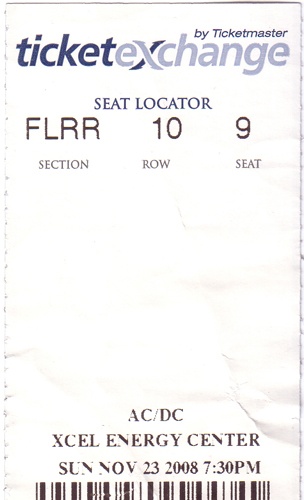 by Ticketmaster
ticketexchange
SEAT LOCATOR
FLRR 10 9
SECTION ROW SEAT
AC/DC
XCEL ENERGY CENTER
SUN NOV 23 2008 7:30PM